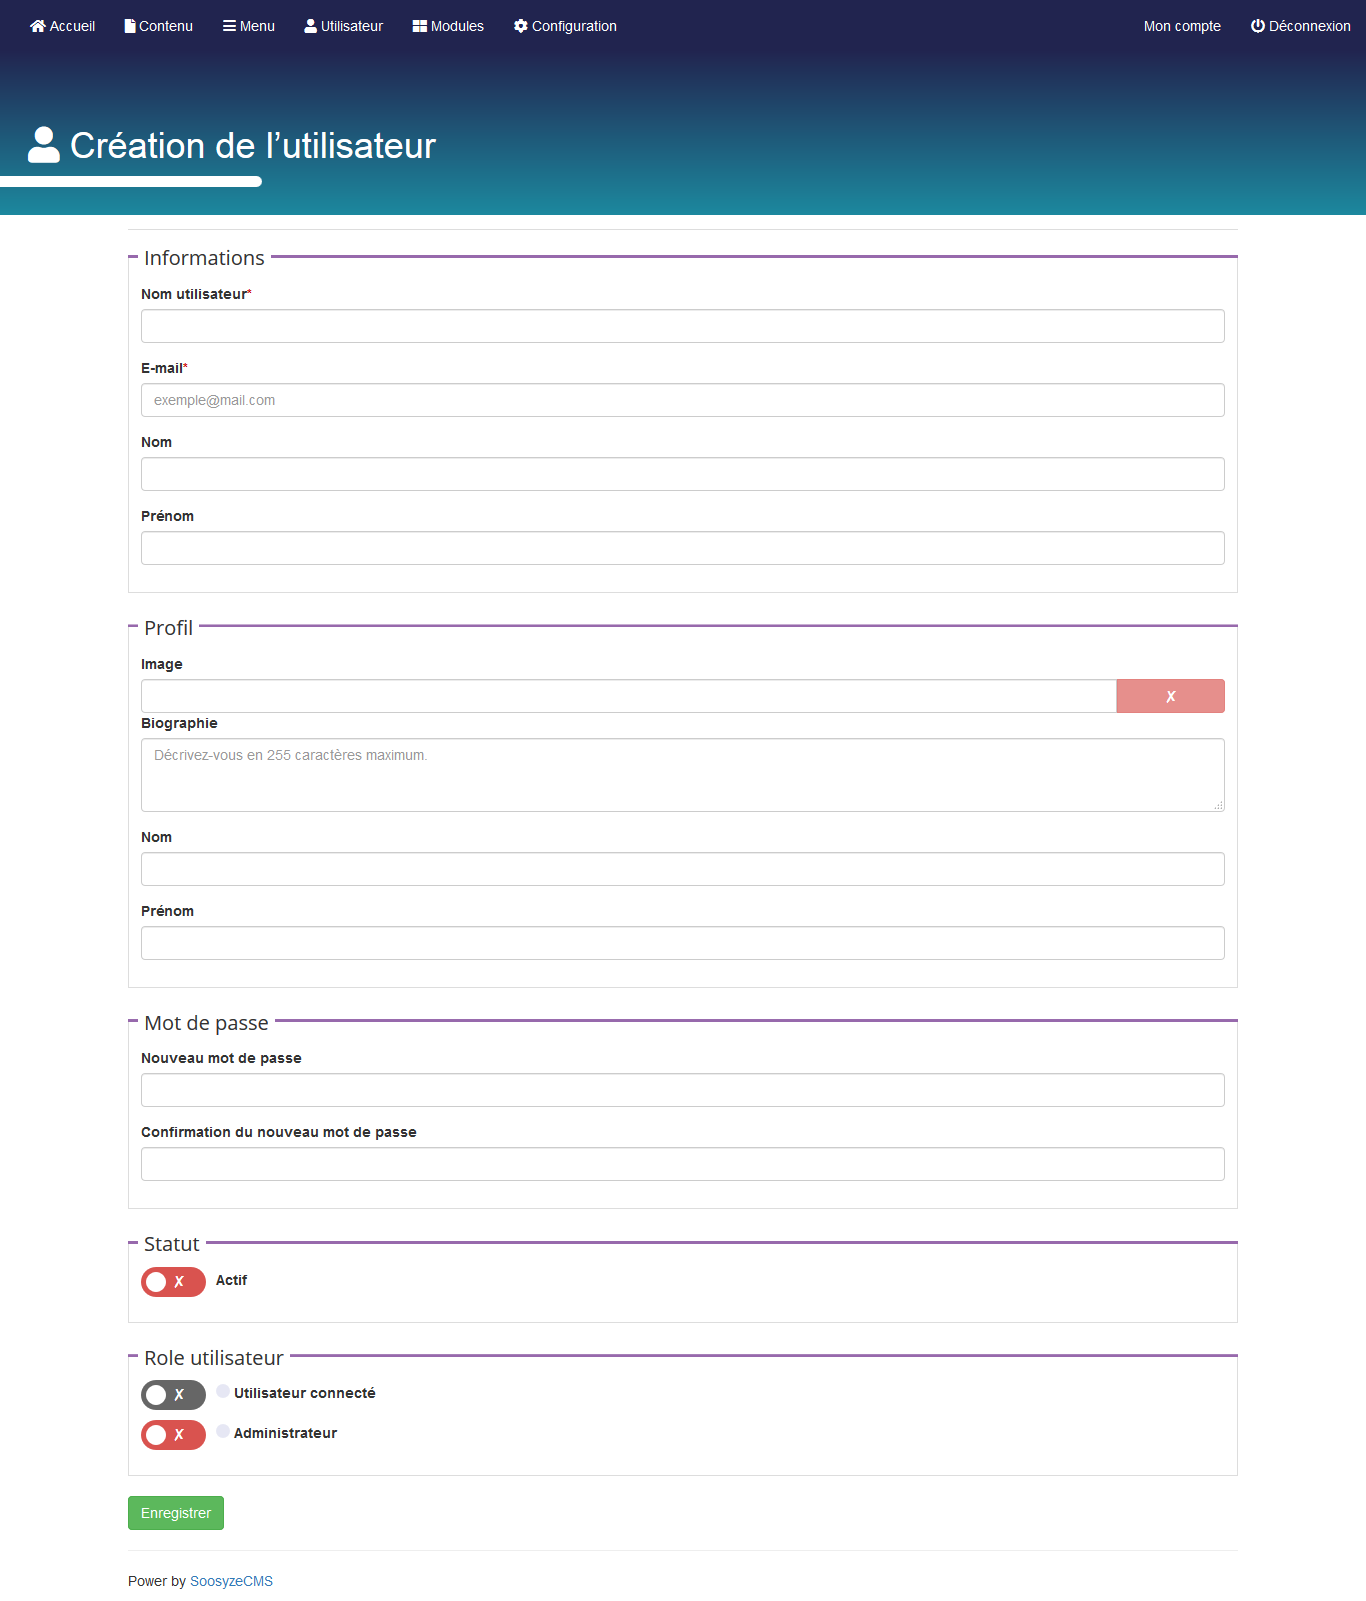 Accueil Contenu Menu Utilisateur Modules Configuration Mon compte Déconnexion
Création de l’utilisateur
Informations
Nom utilisateur*
E-mail*
exemple@mail.com
Nom
Prénom
Profil
Image
✗
Biographie
Décrivez-vous en 255 caractères maximum.
Nom
Prénom
Mot de passe
Nouveau mot de passe
Confirmation du nouveau mot de passe
Statut
✗ Actif
Role utilisateur
✗ Utilisateur connecté
✗ Administrateur
Enregistrer
Power by SoosyzeCMS